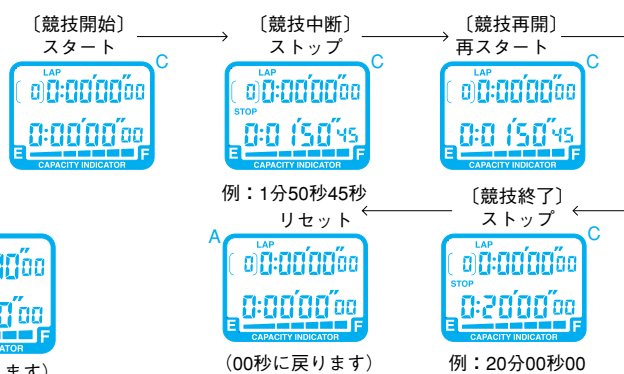 〔競技開始〕
スタート
C
LAP
(0)0:00'00"00
0:00'00"00
E F
CAPACITY INDICATOR
〔競技中断〕
ストップ
C
LAP
(0)0:00'00"00
STOP
0:01'50"45
E F
CAPACITY INDICATOR
例：1分50秒45秒
〔競技再開〕
再スタート
C
LAP
(0)0:00'00"00
0:01'50"45
E F
CAPACITY INDICATOR
〔競技終了〕
ストップ
C
LAP
(0)0:00'00"00
STOP
0:20'00"00
E F
CAPACITY INDICATOR
例：20分00秒00
リセット
A
LAP
(0)0:00'00"00
0:00'00"00
E F
CAPACITY INDICATOR
(00秒に戻ります)
0"00
"00
F
ATOR
ます)